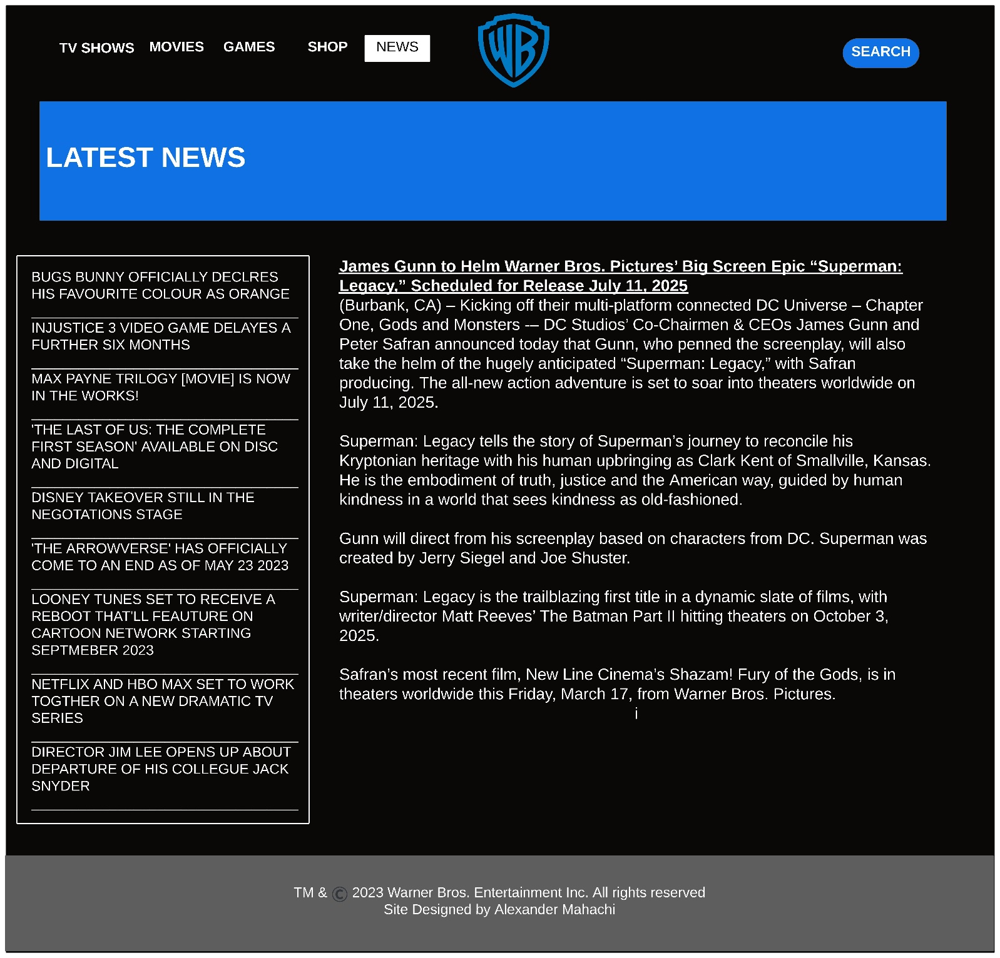 TV SHOWS MOVIES GAMES SHOP NEWS WB SEARCH
LATEST NEWS
BUGS BUNNY OFFICIALLY DECLRES
HIS FAVOURITE COLOUR AS ORANGE
INJUSTICE 3 VIDEO GAME DELAYES A
FURTHER SIX MONTHS
MAX PAYNE TRILOGY [MOVIE] IS NOW
IN THE WORKS!
'THE LAST OF US: THE COMPLETE
FIRST SEASON' AVAILABLE ON DISC
AND DIGITAL
DISNEY TAKEOVER STILL IN THE
NEGOTATIONS STAGE
'THE ARROWVERSE' HAS OFFICIALLY
COME TO AN END AS OF MAY 23 2023
LOONEY TUNES SET TO RECEIVE A
REBOOT THAT'LL FEAUTURE ON
CARTOON NETWORK STARTING
SEPTMEBER 2023
NETFLIX AND HBO MAX SET TO WORK
TOGTHER ON A NEW DRAMATIC TV
SERIES
DIRECTOR JIM LEE OPENS UP ABOUT
DEPARTURE OF HIS COLLEGUE JACK
SNYDER
James Gunn to Helm Warner Bros. Pictures’ Big Screen Epic “Superman:
Legacy,” Scheduled for Release July 11, 2025
(Burbank, CA) – Kicking off their multi-platform connected DC Universe – Chapter
One, Gods and Monsters -– DC Studios’ Co-Chairmen & CEOs James Gunn and
Peter Safran announced today that Gunn, who penned the screenplay, will also
take the helm of the hugely anticipated “Superman: Legacy,” with Safran
producing. The all-new action adventure is set to soar into theaters worldwide on
July 11, 2025.
Superman: Legacy tells the story of Superman’s journey to reconcile his
Kryptonian heritage with his human upbringing as Clark Kent of Smallville, Kansas.
He is the embodiment of truth, justice and the American way, guided by human
kindness in a world that sees kindness as old-fashioned.
Gunn will direct from his screenplay based on characters from DC. Superman was
created by Jerry Siegel and Joe Shuster.
Superman: Legacy is the trailblazing first title in a dynamic slate of films, with
writer/director Matt Reeves’ The Batman Part II hitting theaters on October 3,
2025.
Safran’s most recent film, New Line Cinema’s Shazam! Fury of the Gods, is in
theaters worldwide this Friday, March 17, from Warner Bros. Pictures.
i
TM & © 2023 Warner Bros. Entertainment Inc. All rights reserved
Site Designed by Alexander Mahachi